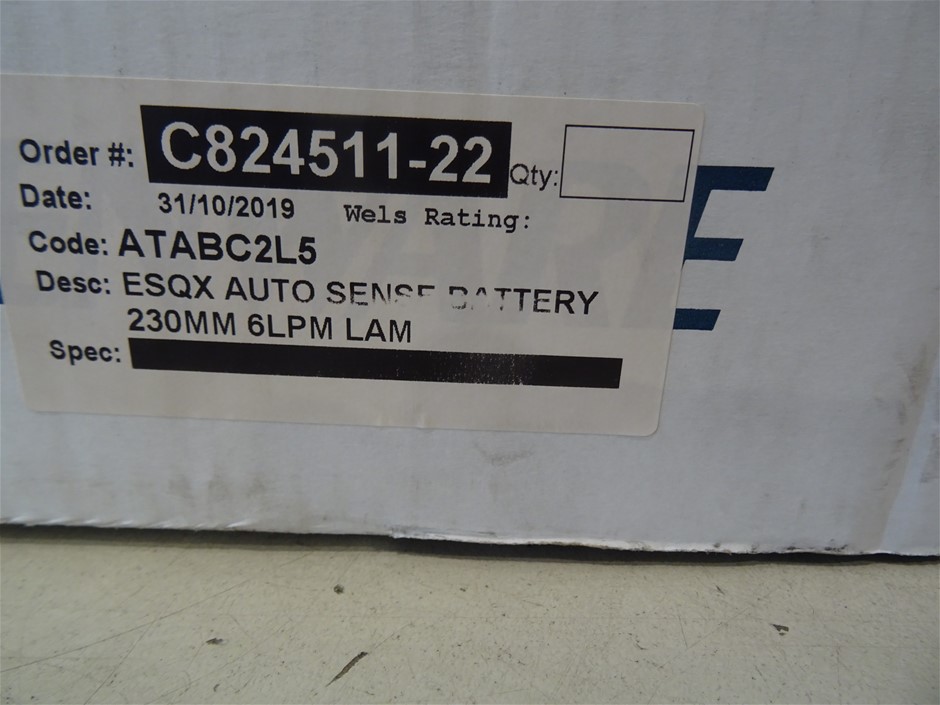 Order #: C824511-22 Qty:
Date: 31/10/2019 Wels Rating:
Code: ATABC2L5
Desc: ESQX AUTO SENSE BATTERY
230MM 6LPM LAM
Spec: